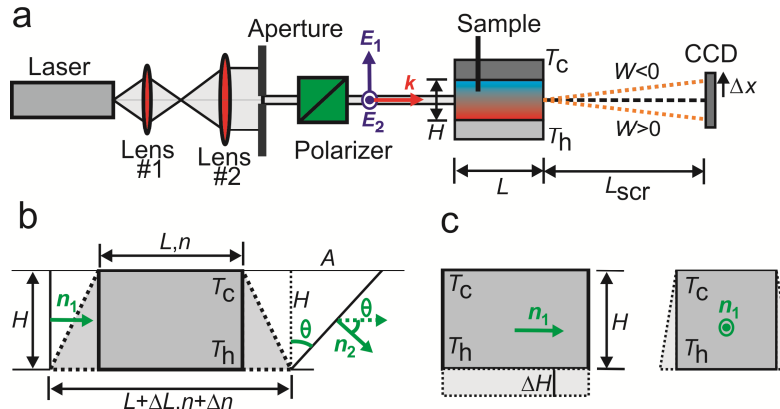 a
Laser
Lens
#1
Lens
#2
Aperture
Polarizer
E1
E2
k
Sample
Tc
Th
H
L
Lscr
W<0
W>0
CCD
Δx
b
L,n
A
H
n1
Tc
Th
H
θ
θ
n2
L+ΔL,n+Δn
c
Tc
n1
Th
H
ΔH
Tc
n1
Th